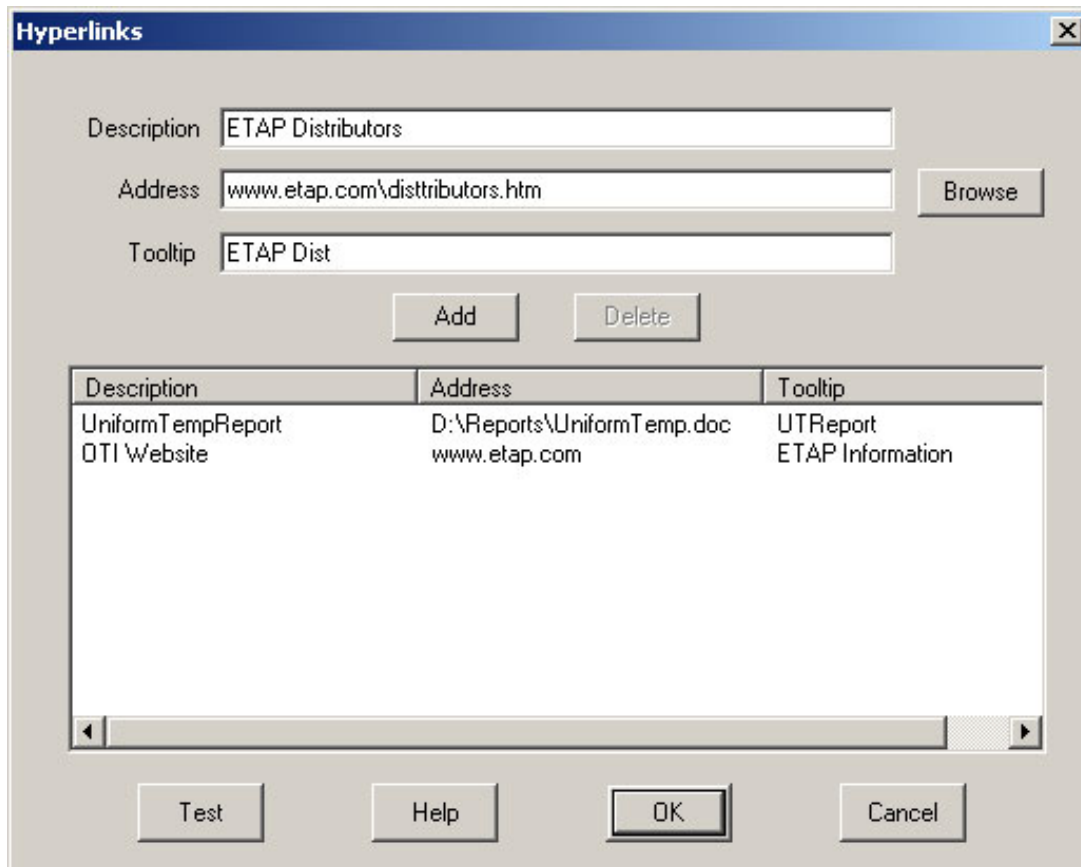 Hyperlinks
Description ETAP Distributors
Address www.etap.com\disttributors.htm Browse
Tooltip ETAP Dist
Add Delete
Description Address Tooltip
UniformTempReport D:\Reports\UniformTemp.doc UTReport
OTI Website www.etap.com ETAP Information
Test Help OK Cancel